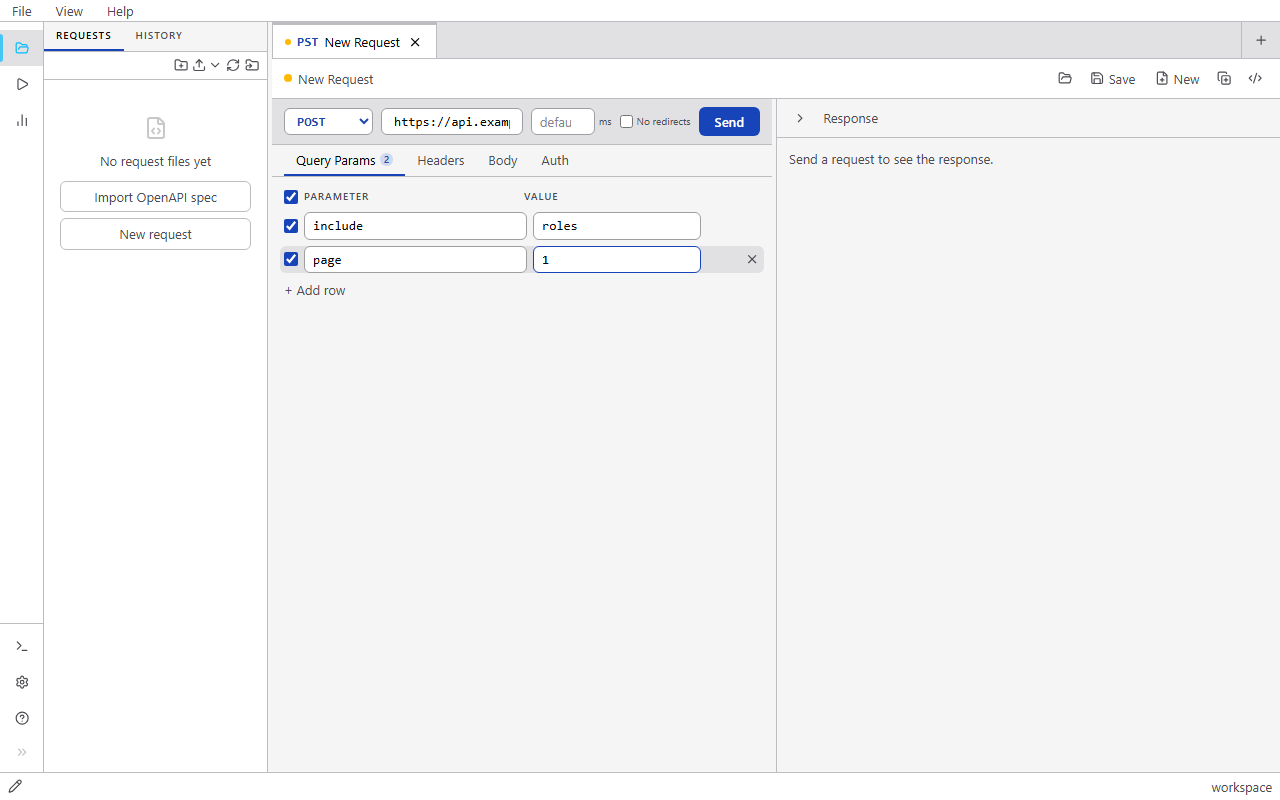 File View Help
REQUESTS HISTORY
PST New Request
New Request
Save New
POST https://api.exam defau ms No redirects Send
Response
Query Params 2 Headers Body Auth
Send a request to see the response.
No request files yet
Import OpenAPI spec
New request
PARAMETER VALUE
include roles
page 1
+ Add row
workspace